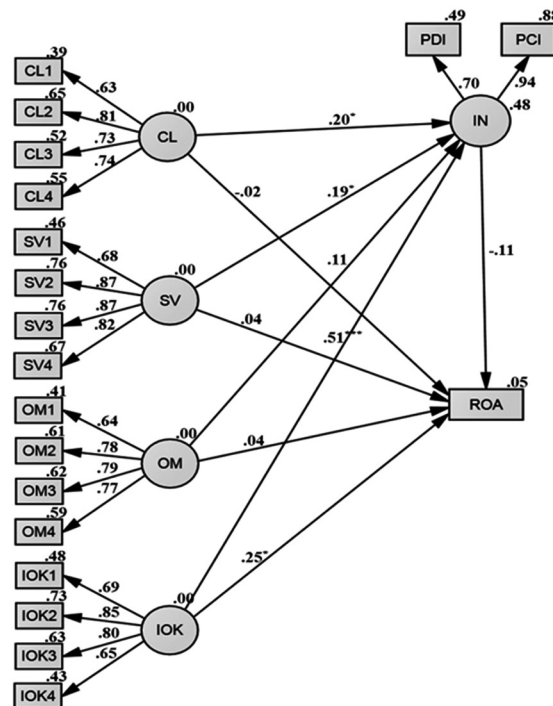 .49
.88
PDI
PCI
.70
.94
.48
IN
.39
CL1
.63
.65
CL2
.81
.00
.52
CL3
.73
CL
.20*
.55
CL4
.74
-.02
.46
SV1
.68
.19*
.76
SV2
.87
.00
.11
-.11
.76
SV3
.87
SV
.67
SV4
.82
.04
.51***
.05
ROA
.41
OM1
.64
.61
OM2
.78
.00
.62
OM3
.79
OM
.04
.59
OM4
.77
.48
IOK1
.69
.25*
.73
IOK2
.85
.00
.63
IOK3
.80
IOK
.43
IOK4
.65